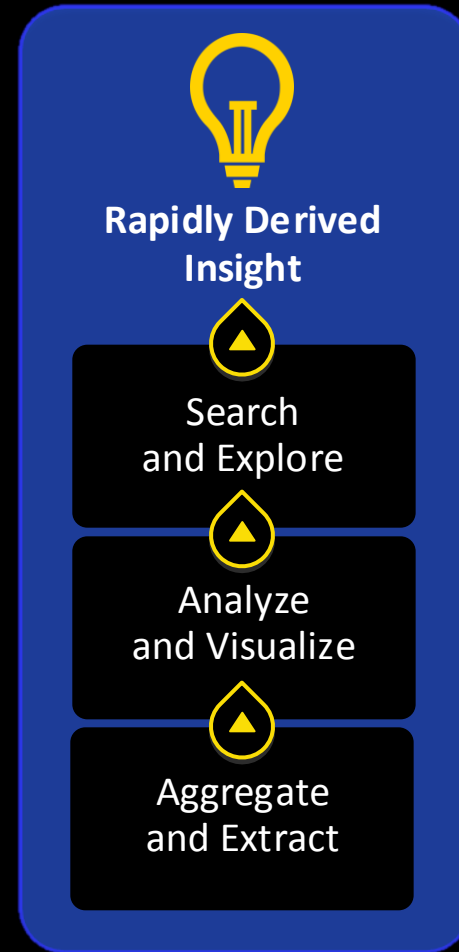 Rapidly Derived
Insight
Search
and Explore
Analyze
and Visualize
Aggregate
and Extract